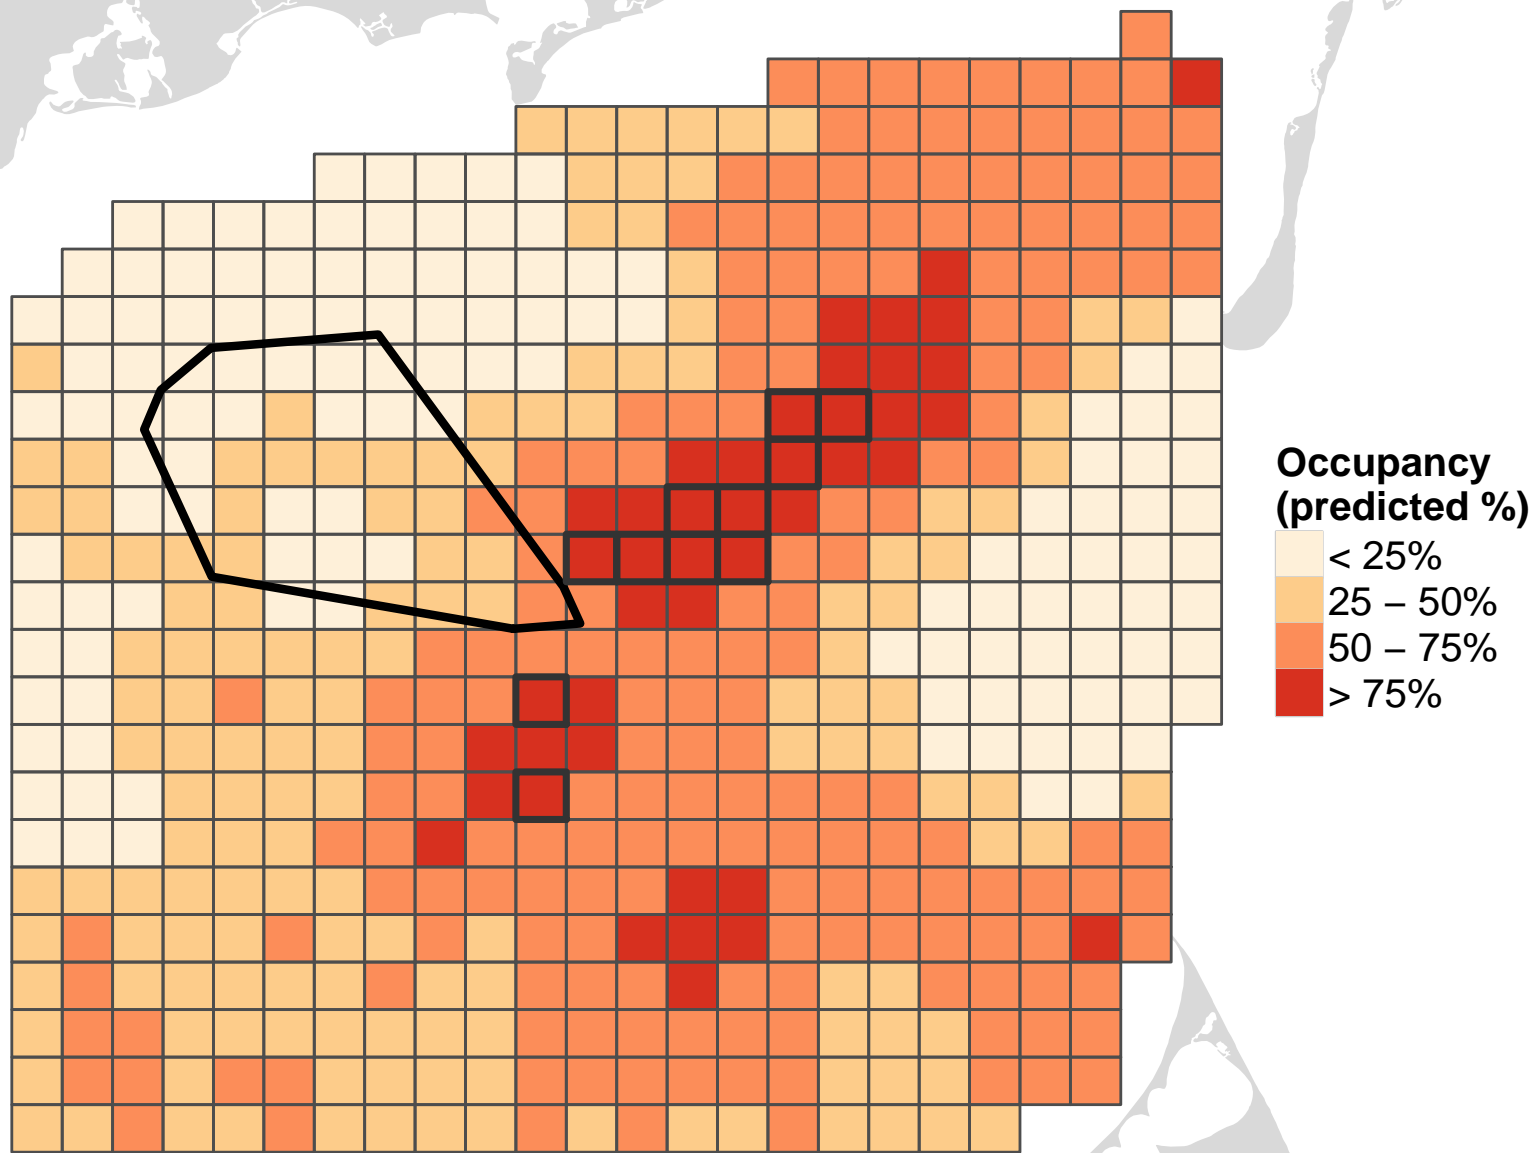 Occupancy
(predicted %)
< 25%
25 – 50%
50 – 75%
> 75%